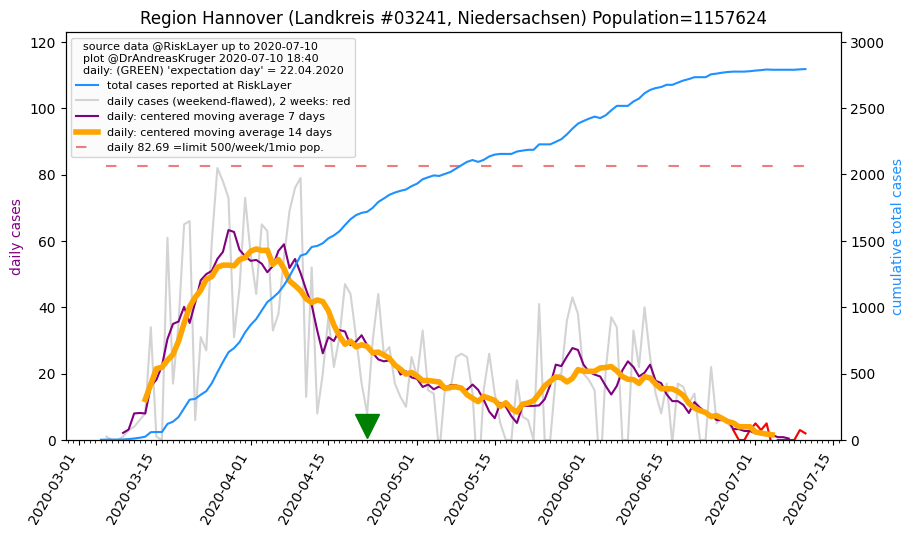 Region Hannover (Landkreis #03241, Niedersachsen) Population=1157624
source data @RiskLayer up to 2020-07-10
plot @DrAndreasKruger 2020-07-10 18:40
daily: (GREEN) 'expectation day' = 22.04.2020
total cases reported at RiskLayer
daily cases (weekend-flawed), 2 weeks: red
daily: centered moving average 7 days
daily: centered moving average 14 days
daily 82.69 =limit 500/week/1mio pop.
daily cases
120
100
80
60
40
20
0
cumulative total cases
3000
2500
2000
1500
1000
500
0
2020-03-01
2020-03-15
2020-04-01
2020-04-15
2020-05-01
2020-05-15
2020-06-01
2020-06-15
2020-07-01
2020-07-15